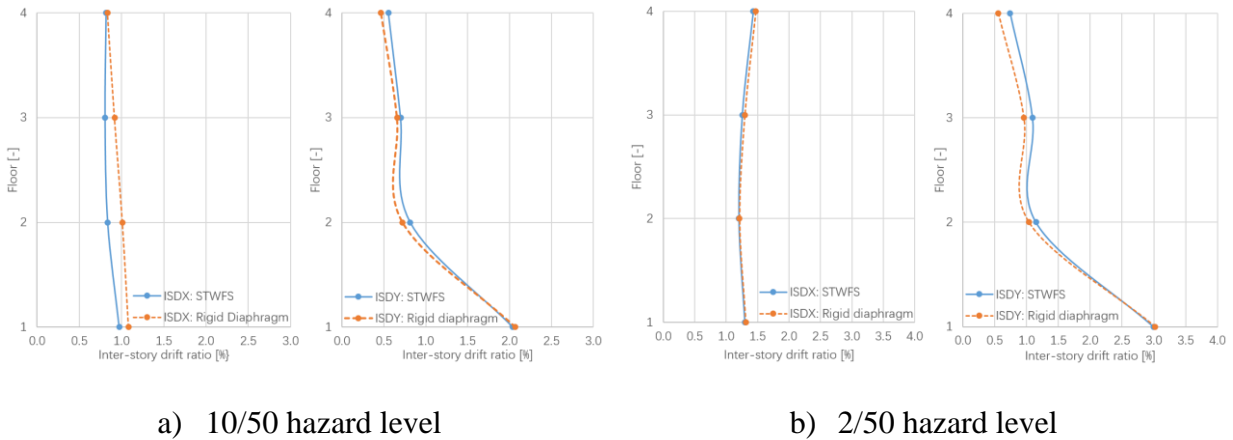 4
3
2
1
Floor [-]
ISDX: STWFS
ISDX: Rigid Diaphragm
0.0 0.5 1.0 1.5 2.0 2.5 3.0
Inter-story drift ratio [%]
4
3
2
1
Floor [-]
ISDY: STWFS
ISDY: Rigid diaphragm
0.0 0.5 1.0 1.5 2.0 2.5 3.0
Inter-story drift ratio [%]
a) 10/50 hazard level
4
3
2
1
Floor [-]
ISDX: STWFS
ISDX: Rigid diaphragm
0.0 0.5 1.0 1.5 2.0 2.5 3.0 3.5 4.0
Inter-story drift ratio [%]
4
3
2
1
Floor [-]
ISDY: STWFS
ISDY: Rigid diaphragm
0.0 0.5 1.0 1.5 2.0 2.5 3.0 3.5 4.0
Inter-story drift ratio [%]
b) 2/50 hazard level